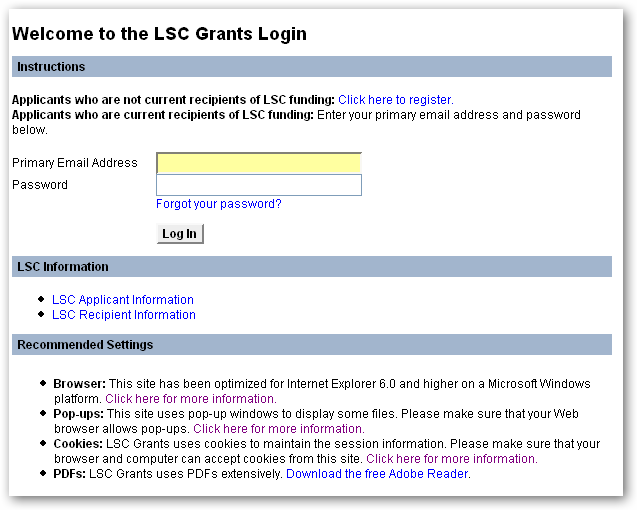 Welcome to the LSC Grants Login
Instructions
Applicants who are not current recipients of LSC funding: Click here to register.
Applicants who are current recipients of LSC funding: Enter your primary email address and password
below.
Primary Email Address
Password
Forgot your password?
Log In
LSC Information
LSC Applicant Information
LSC Recipient Information
Recommended Settings
Browser: This site has been optimized for Internet Explorer 6.0 and higher on a Microsoft Windows
platform. Click here for more information.
Pop-ups: This site uses pop-up windows to display some files. Please make sure that your Web
browser allows pop-ups. Click here for more information.
Cookies: LSC Grants uses cookies to maintain the session information. Please make sure that your
browser and computer can accept cookies from this site. Click here for more information.
PDFs: LSC Grants uses PDFs extensively. Download the free Adobe Reader.